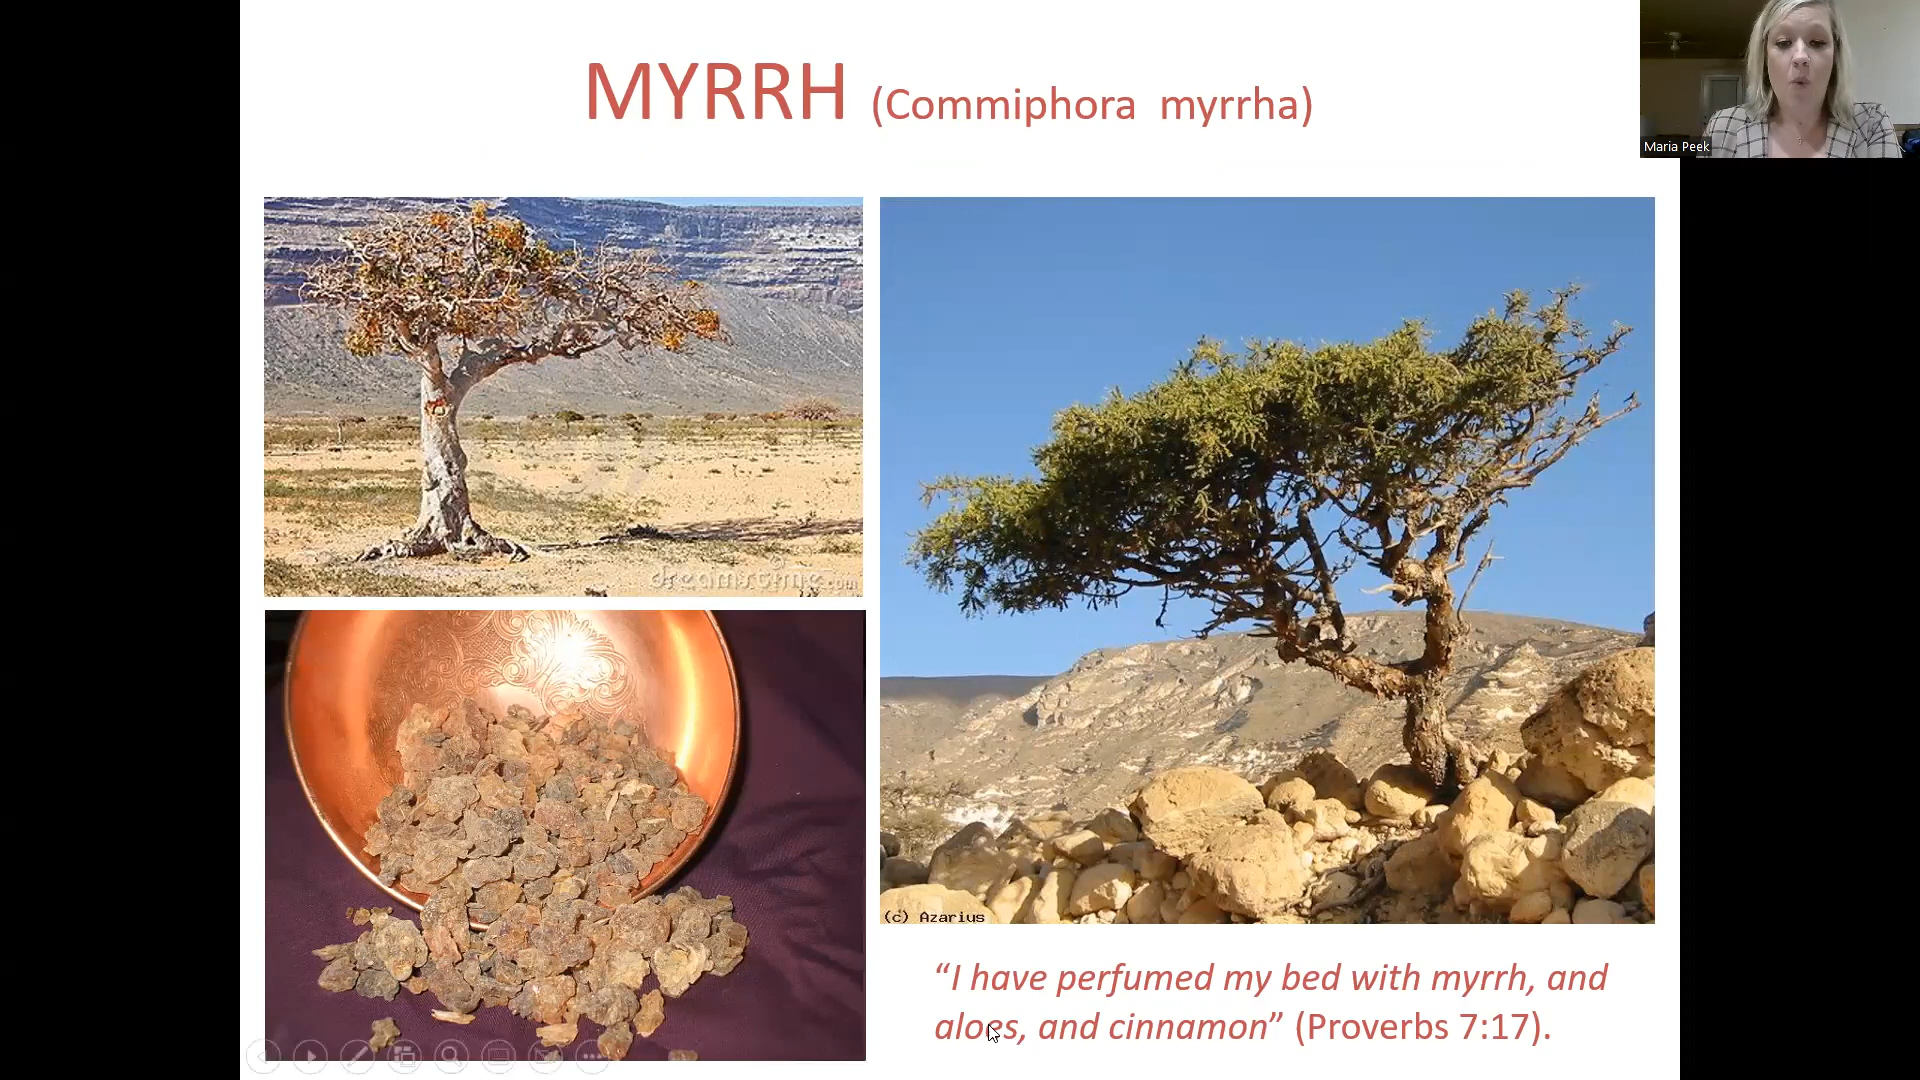 MYRRH (Commiphora myrrha)
Maria Peek
dreamstime.com
(c) Azarius
“I have perfumed my bed with myrrh, and
aloes, and cinnamon” (Proverbs 7:17).